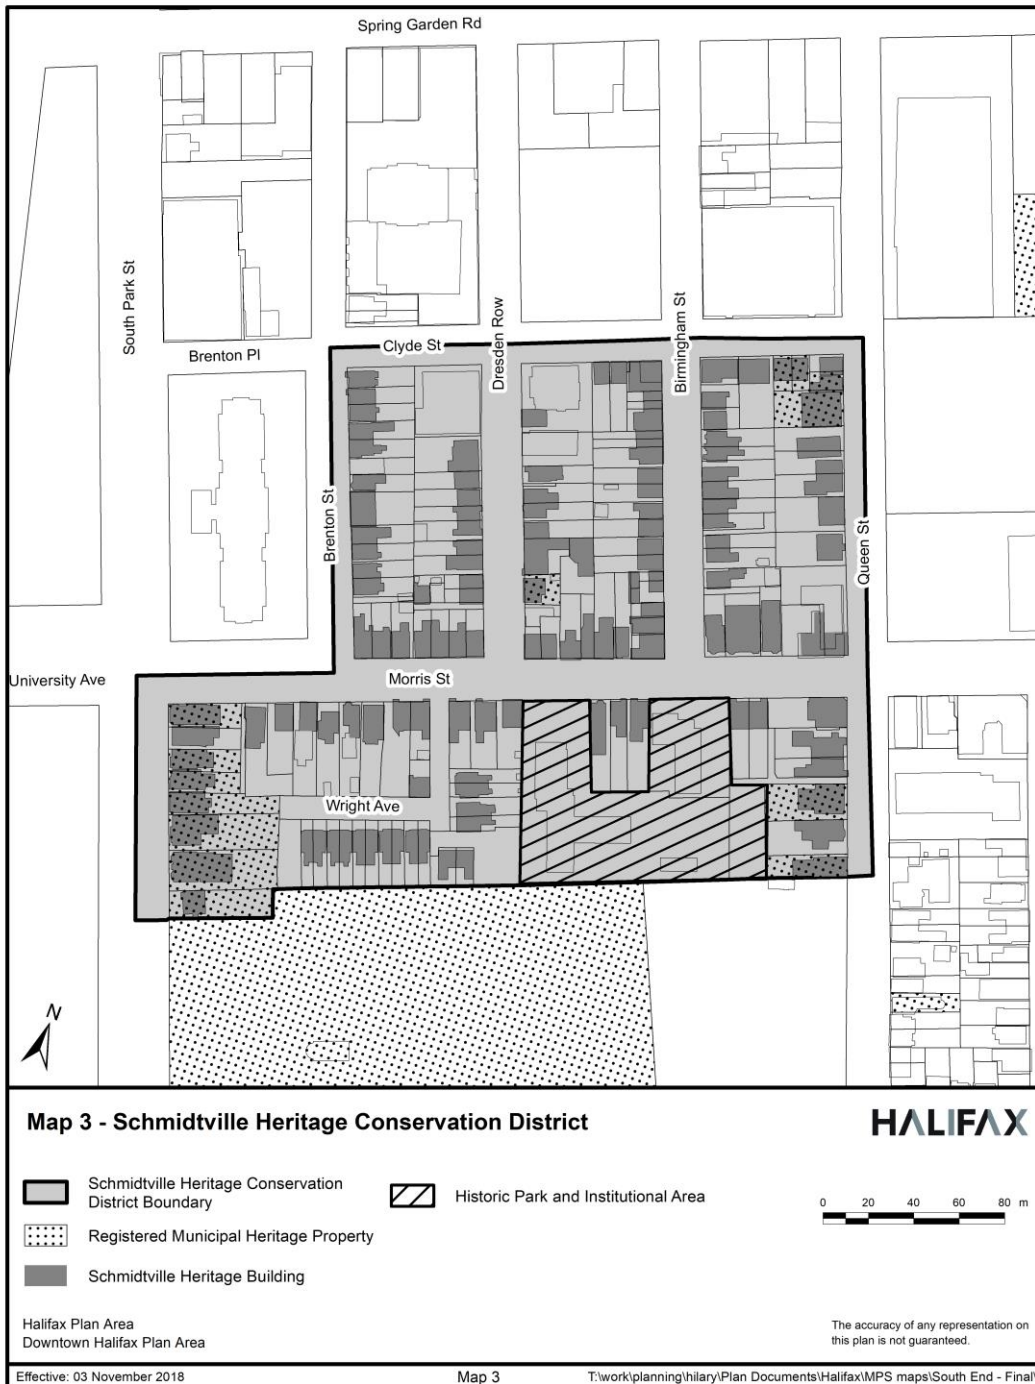 Spring Garden Rd
South Park St
Brenton Pl
Clyde St
Dresden Row
Birmingham St
Brenton St
Queen St
University Ave
Morris St
Wright Ave
N
Map 3 - Schmidtville Heritage Conservation District
HALIFAX
Schmidtville Heritage Conservation
District Boundary
Historic Park and Institutional Area
0 20 40 60 80 m
Registered Municipal Heritage Property
Schmidtville Heritage Building
Halifax Plan Area
Downtown Halifax Plan Area
The accuracy of any representation on
this plan is not guaranteed.
Effective: 03 November 2018
Map 3
T:\work\planning\hilary\Plan Documents\Halifax\MPS maps\South End - Final\